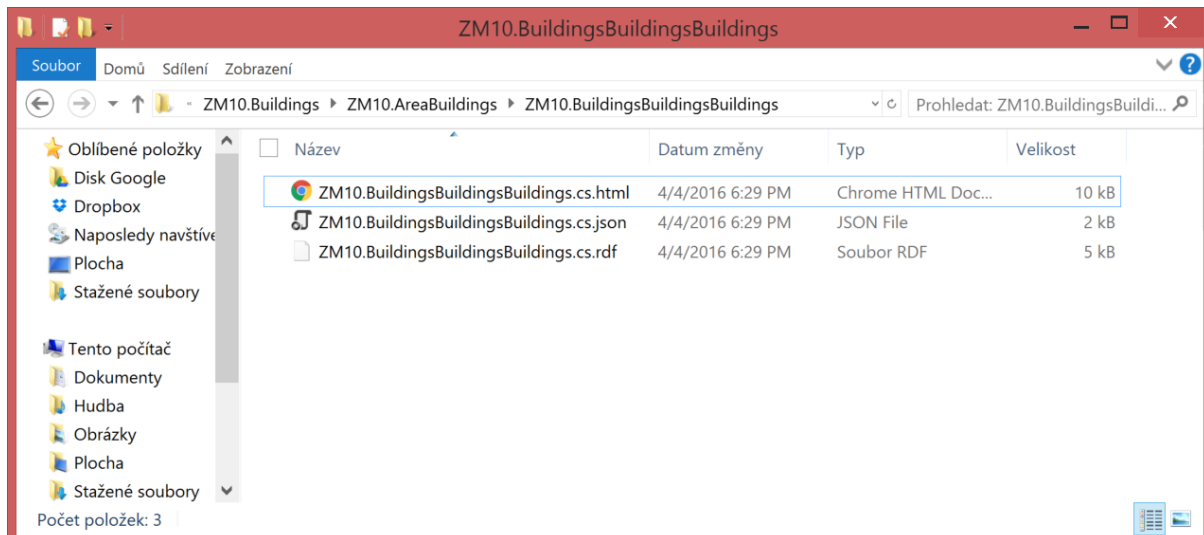 ZM10.BuildingsBuildingsBuildings
Soubor Domů Sdílení Zobrazení
ZM10.Buildings ZM10.AreaBuildings ZM10.BuildingsBuildingsBuildings Prohledat: ZM10.BuildingsBuildi...
Oblíbené položky
Disk Google
Dropbox
Naposledy navštíve
Plocha
Stažené soubory
Tento počítač
Dokumenty
Hudba
Obrázky
Plocha
Stažené soubory
Název Datum změny Typ Velikost
ZM10.BuildingsBuildingsBuildings.cs.html 4/4/2016 6:29 PM Chrome HTML Doc... 10 kB
ZM10.BuildingsBuildingsBuildings.cs.json 4/4/2016 6:29 PM JSON File 2 kB
ZM10.BuildingsBuildingsBuildings.cs.rdf 4/4/2016 6:29 PM Soubor RDF 5 kB
Počet položek: 3